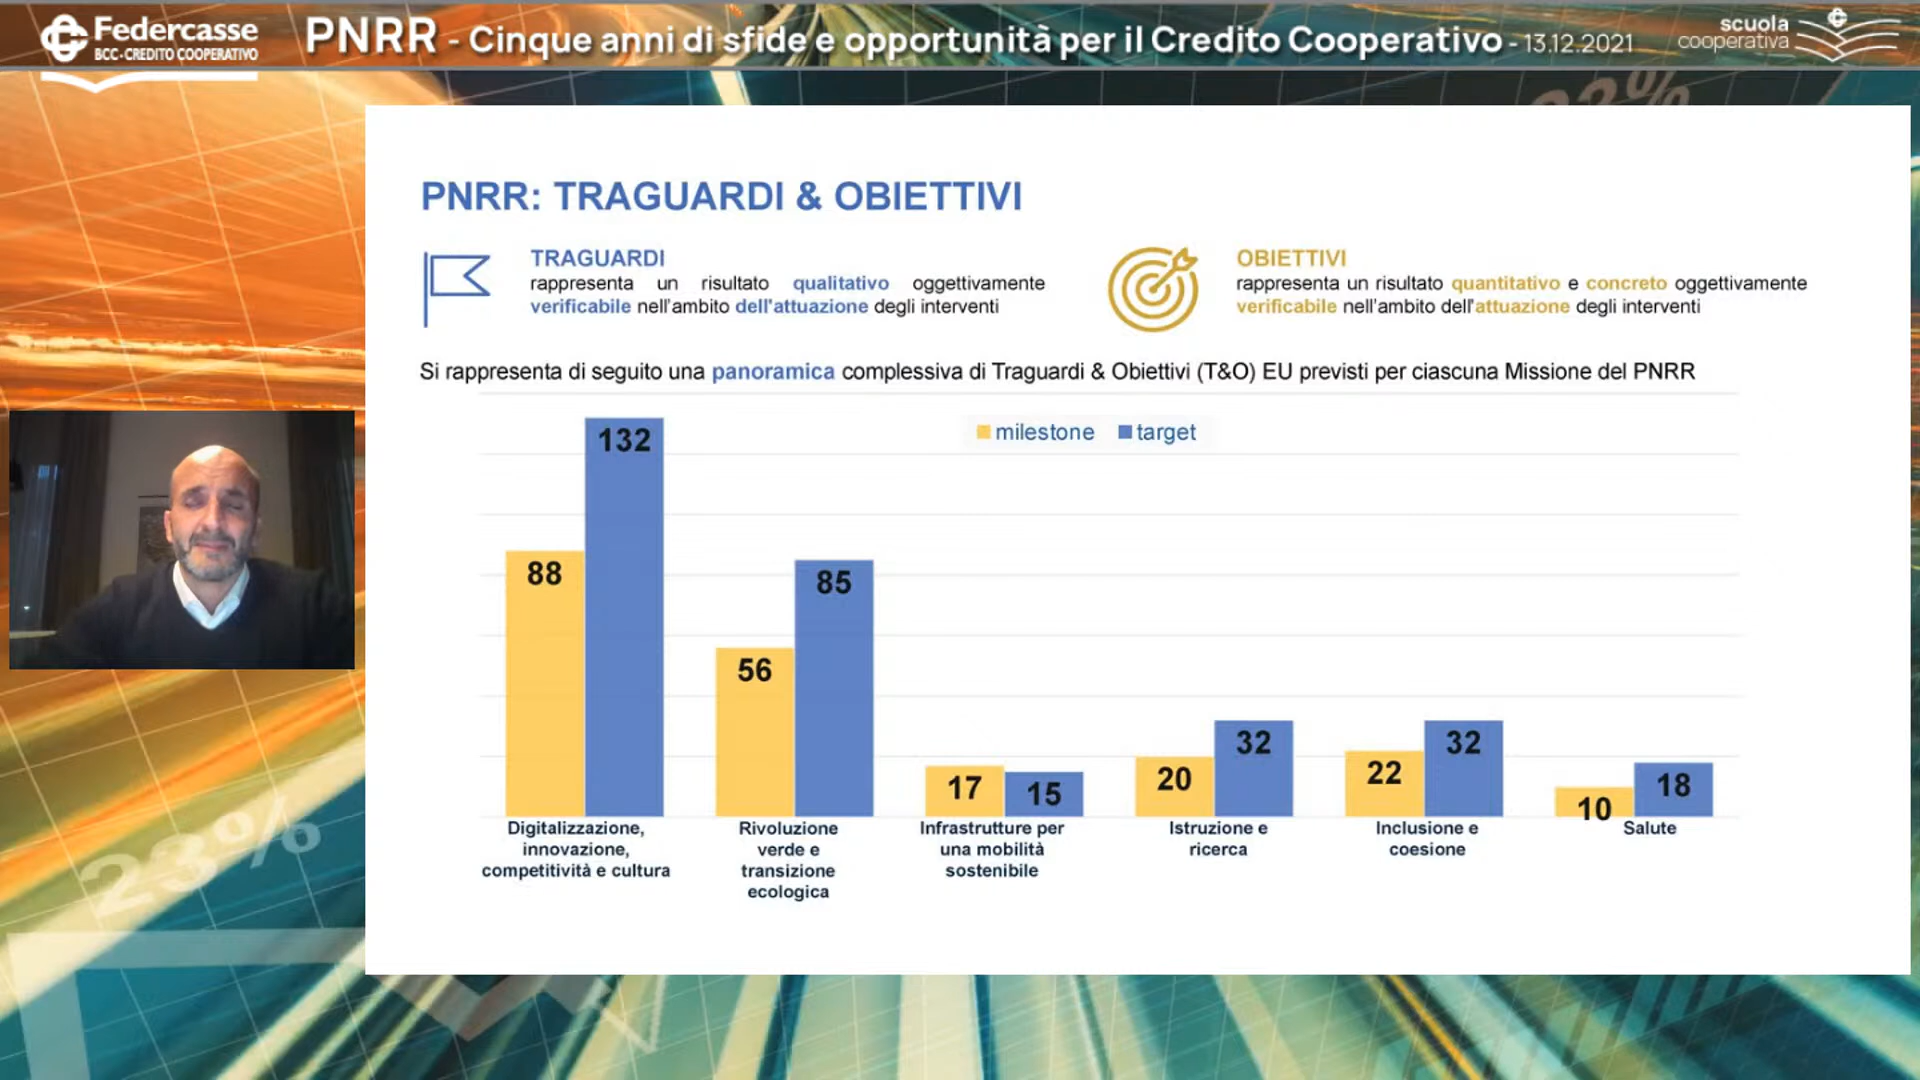 Federcasse
BCC-CREDITO COOPERATIVO
PNRR - Cinque anni di sfide e opportunità per il Credito Cooperativo - 13.12.2021
scuola
cooperativa
23%
PNRR: TRAGUARDI & OBIETTIVI
TRAGUARDI
rappresenta un risultato qualitativo oggettivamente
verificabile nell'ambito dell'attuazione degli interventi
OBIETTIVI
rappresenta un risultato quantitativo e concreto oggettivamente
verificabile nell'ambito dell'attuazione degli interventi
Si rappresenta di seguito una panoramica complessiva di Traguardi & Obiettivi (T&O) EU previsti per ciascuna Missione del PNRR
milestone target
88
132
56
85
17
15
20
32
22
32
10
18
Digitalizzazione,
innovazione,
competitività e cultura
Rivoluzione
verde e
transizione
ecologica
Infrastrutture per
una mobilità
sostenibile
Istruzione e
ricerca
Inclusione e
coesione
Salute